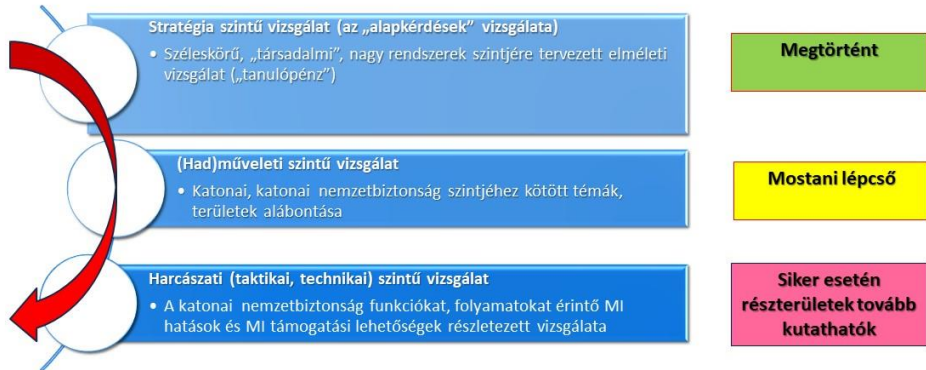 Stratégia szintű vizsgálat (az „alapkérdések” vizsgálata)
• Széleskörű, „társadalmi”, nagy rendszerek szintjére tervezett elméleti
vizsgálat („tanulópénz”)
Megtörtént
(Had)műveleti szintű vizsgálat
• Katonai, katonai nemzetbiztonság szintjéhez kötött témák,
területek alábontása
Mostani lépcső
Harcászati (taktikai, technikai) szintű vizsgálat
• A katonai nemzetbiztonság funkciókat, folyamatokat érintő MI
hatások és MI támogatási lehetőségek részletezett vizsgálata
Siker esetén
részterületek tovább
kutathatók